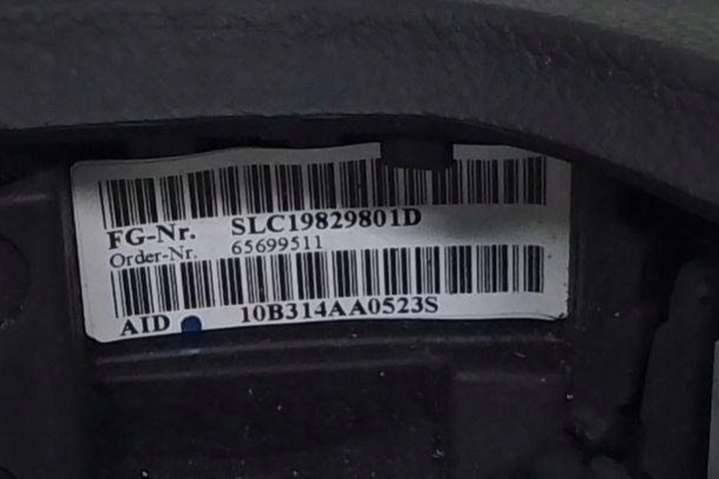 FG-Nr. SLC19829801D
Order-Nr. 65699511
AID 10B314AA0523S